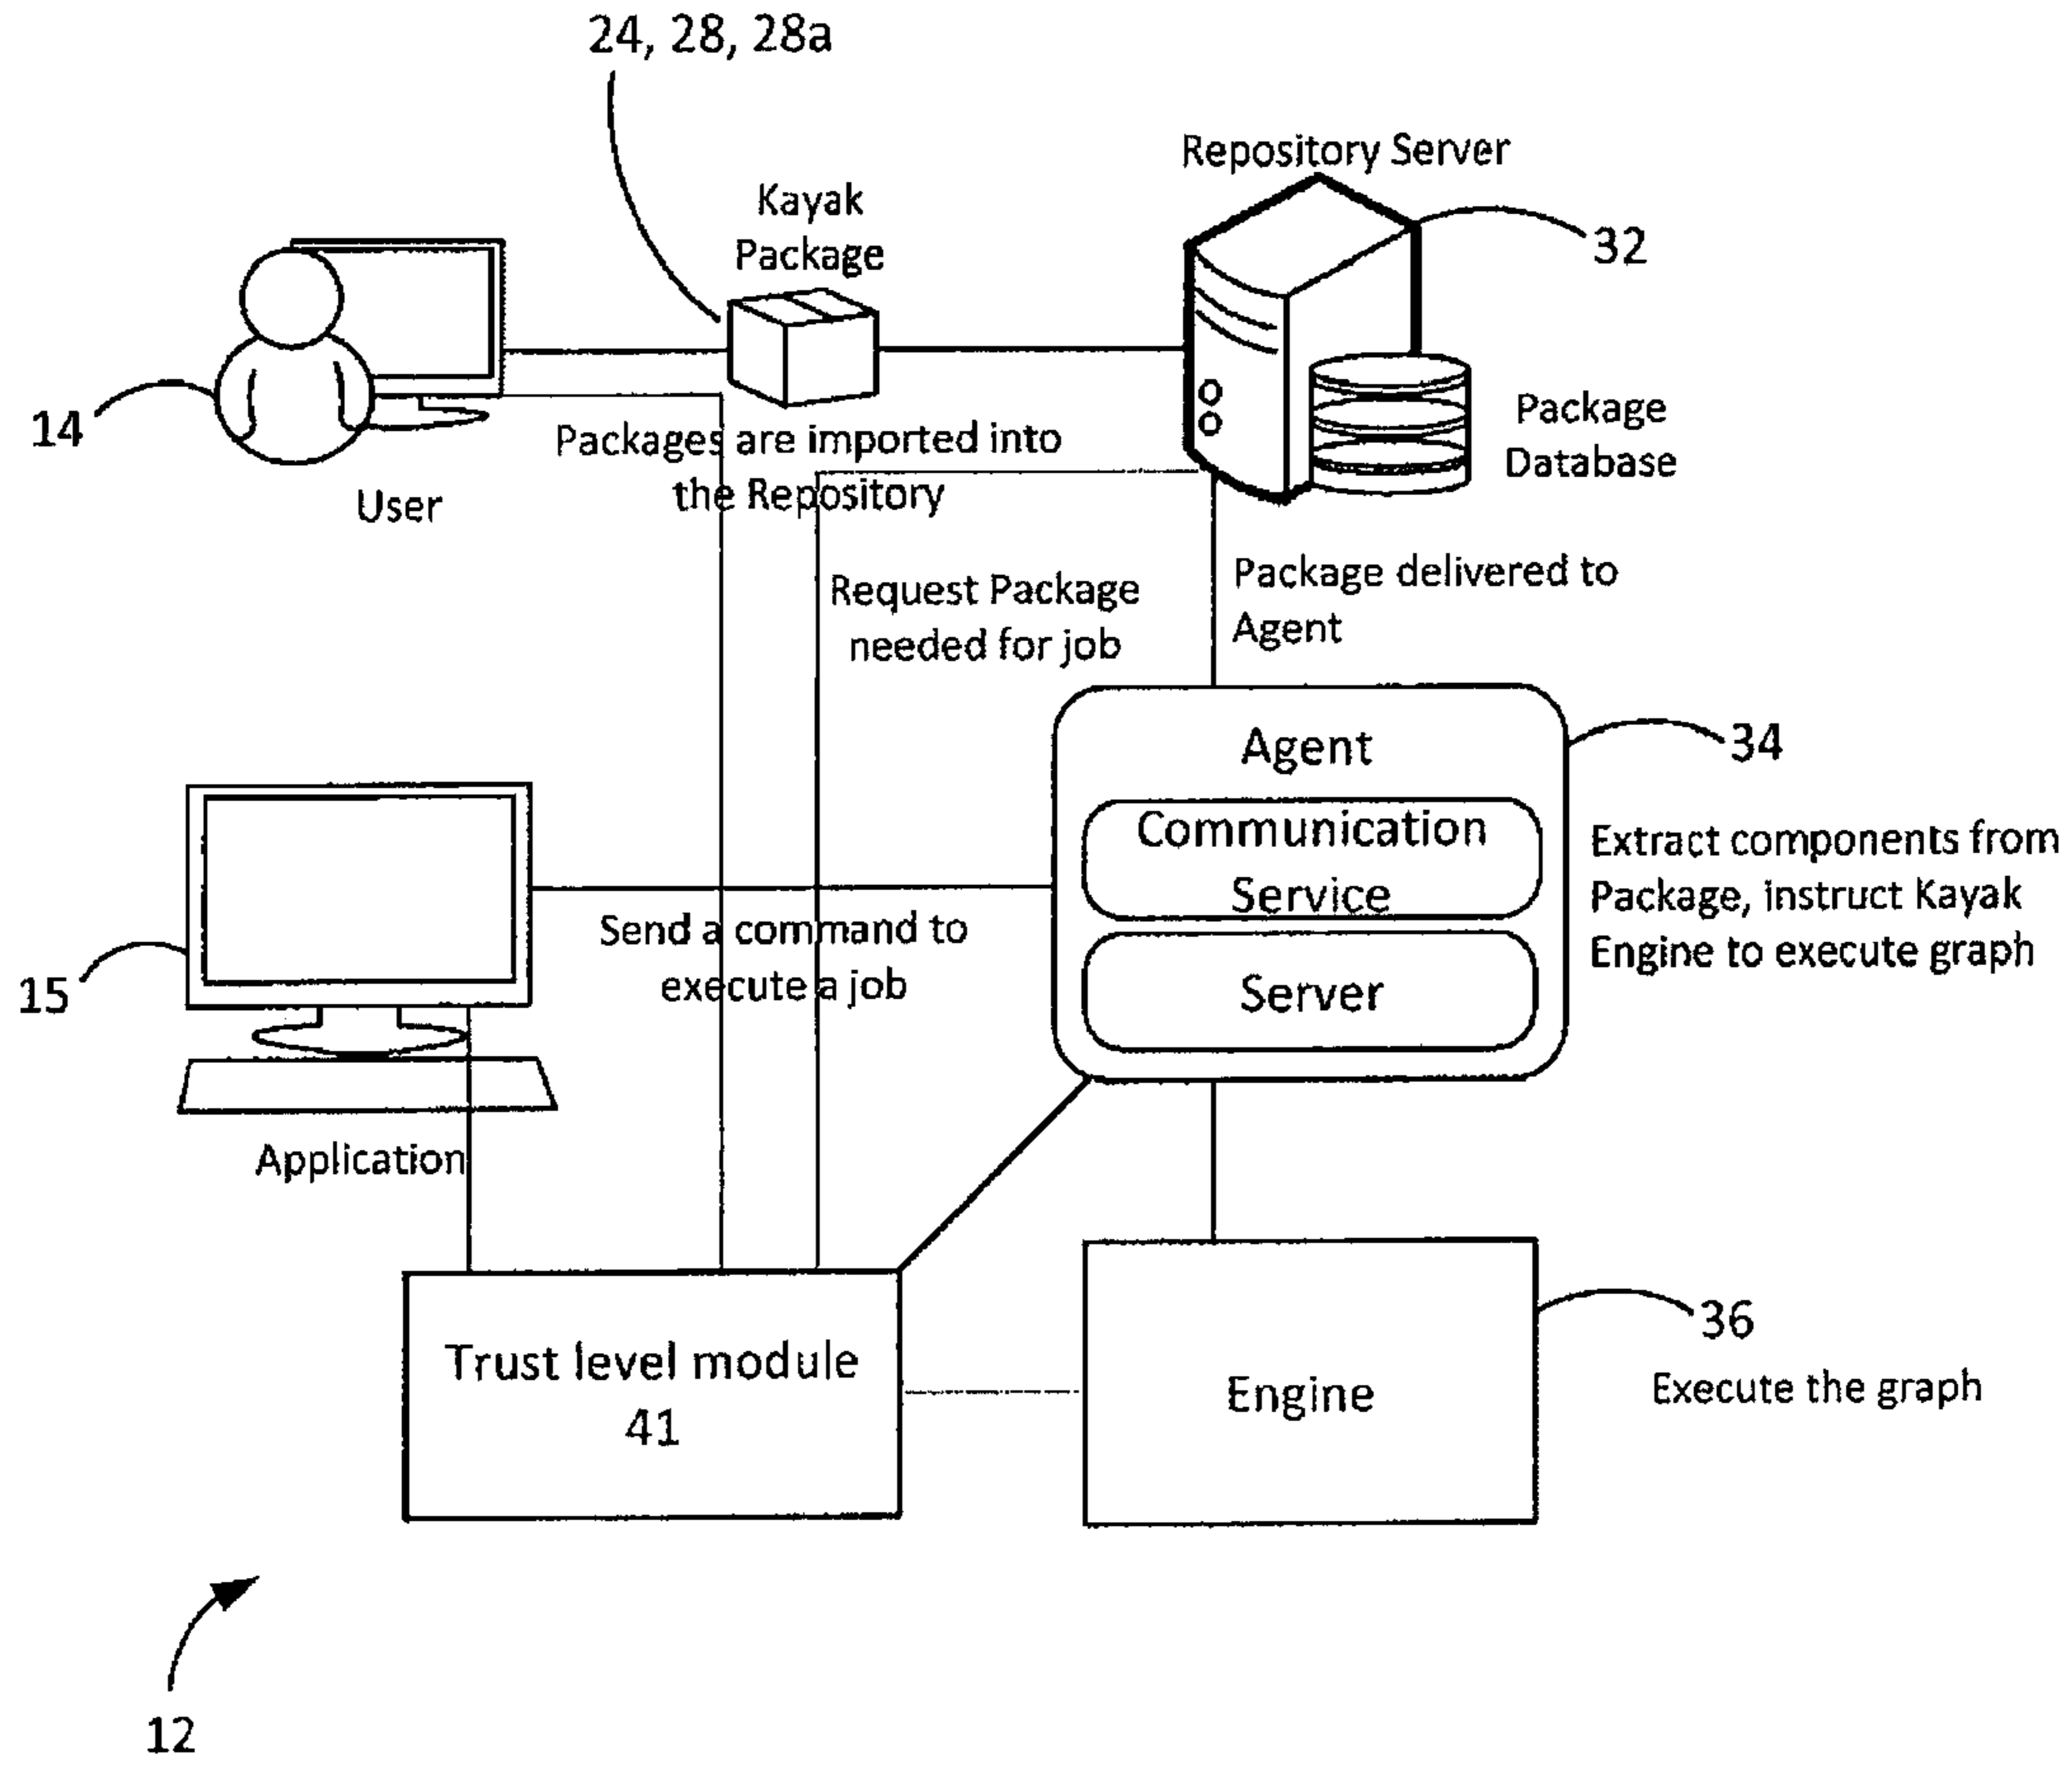 24, 28, 28a
Repository Server
Kayak
Package
32
14
Package
Database
Packages are imported into
the Repository
User
Request Package
needed for job
Package delivered to
Agent
Agent
34
Communication
Service
Extract components from
Package, instruct Kayak
Engine to execute graph
Send a command to
execute a job
15
Server
Application
36
Trust level module
41
Engine
Execute the graph
12